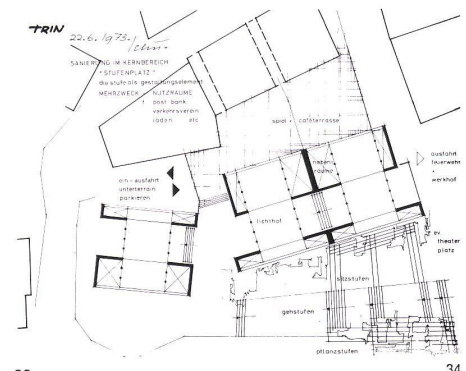 TRIN
22.6.1973.
SANIERUNG IM KERNBEREICH
"STUFENPLATZ"
die stufe als gestaltungselement
MEHRZWECK + NUTZRÄUME
post bank
verkehrsverein
läden etc
spiel + caféterrasse
ein-ausfahrt
unterterrain
parkieren
neben
räume
ausfahrt
feuerwehr
+
werkhof
lichthof
ev.
theater
platz
sitzstufen
gehstufen
pflanzstufen
34